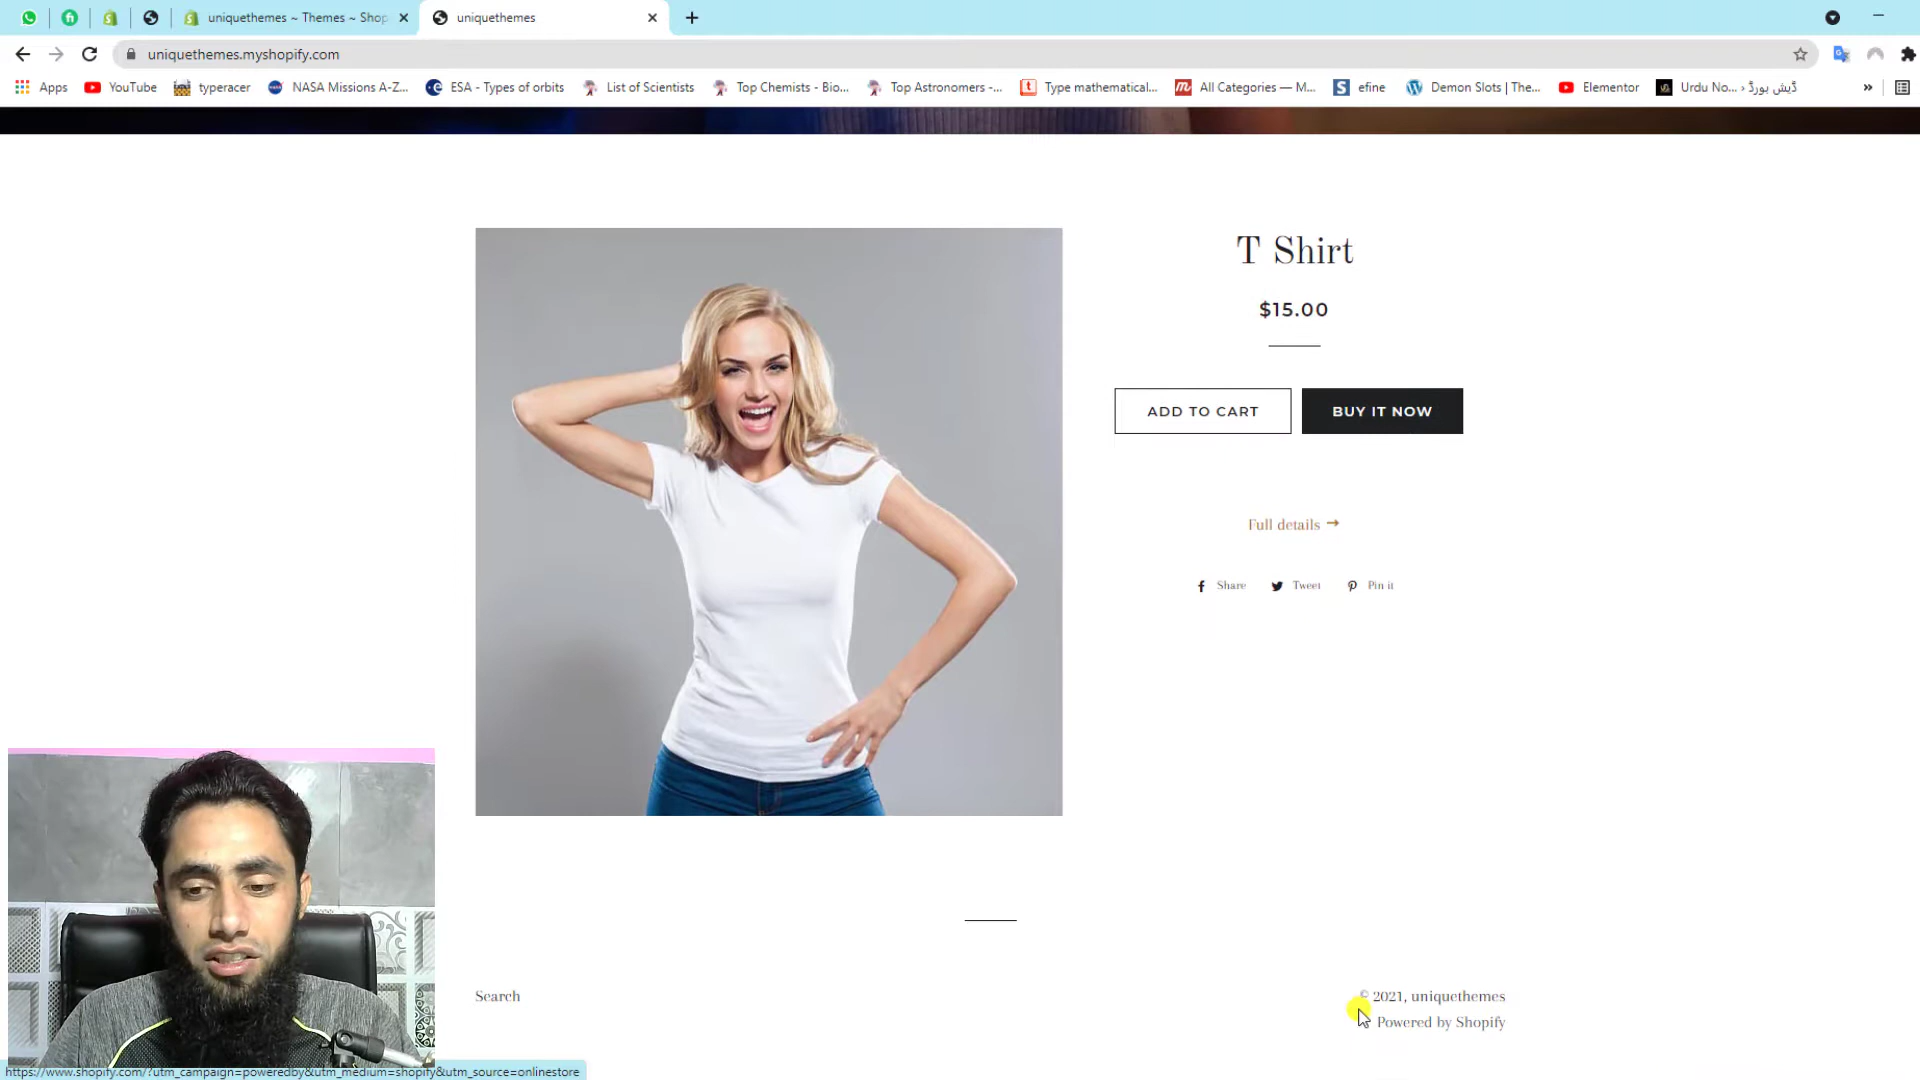 uniquethemes ~ Themes ~ Shop
uniquethemes
uniquethemes.myshopify.com
Apps
YouTube
typeracer
NASA Missions A-Z...
ESA - Types of orbits
List of Scientists
Top Chemists - Bio...
Top Astronomers -...
Type mathematical...
All Categories — M...
efine
Demon Slots | The...
Elementor
Urdu No... ‹ ڈیش بورڈ
»
T Shirt
$15.00
ADD TO CART
BUY IT NOW
Full details →
Share
Tweet
Pin it
Search
© 2021, uniquethemes
Powered by Shopify
https://www.shopify.com/?utm_campaign=poweredby&utm_medium=shopify&utm_source=onlinestore